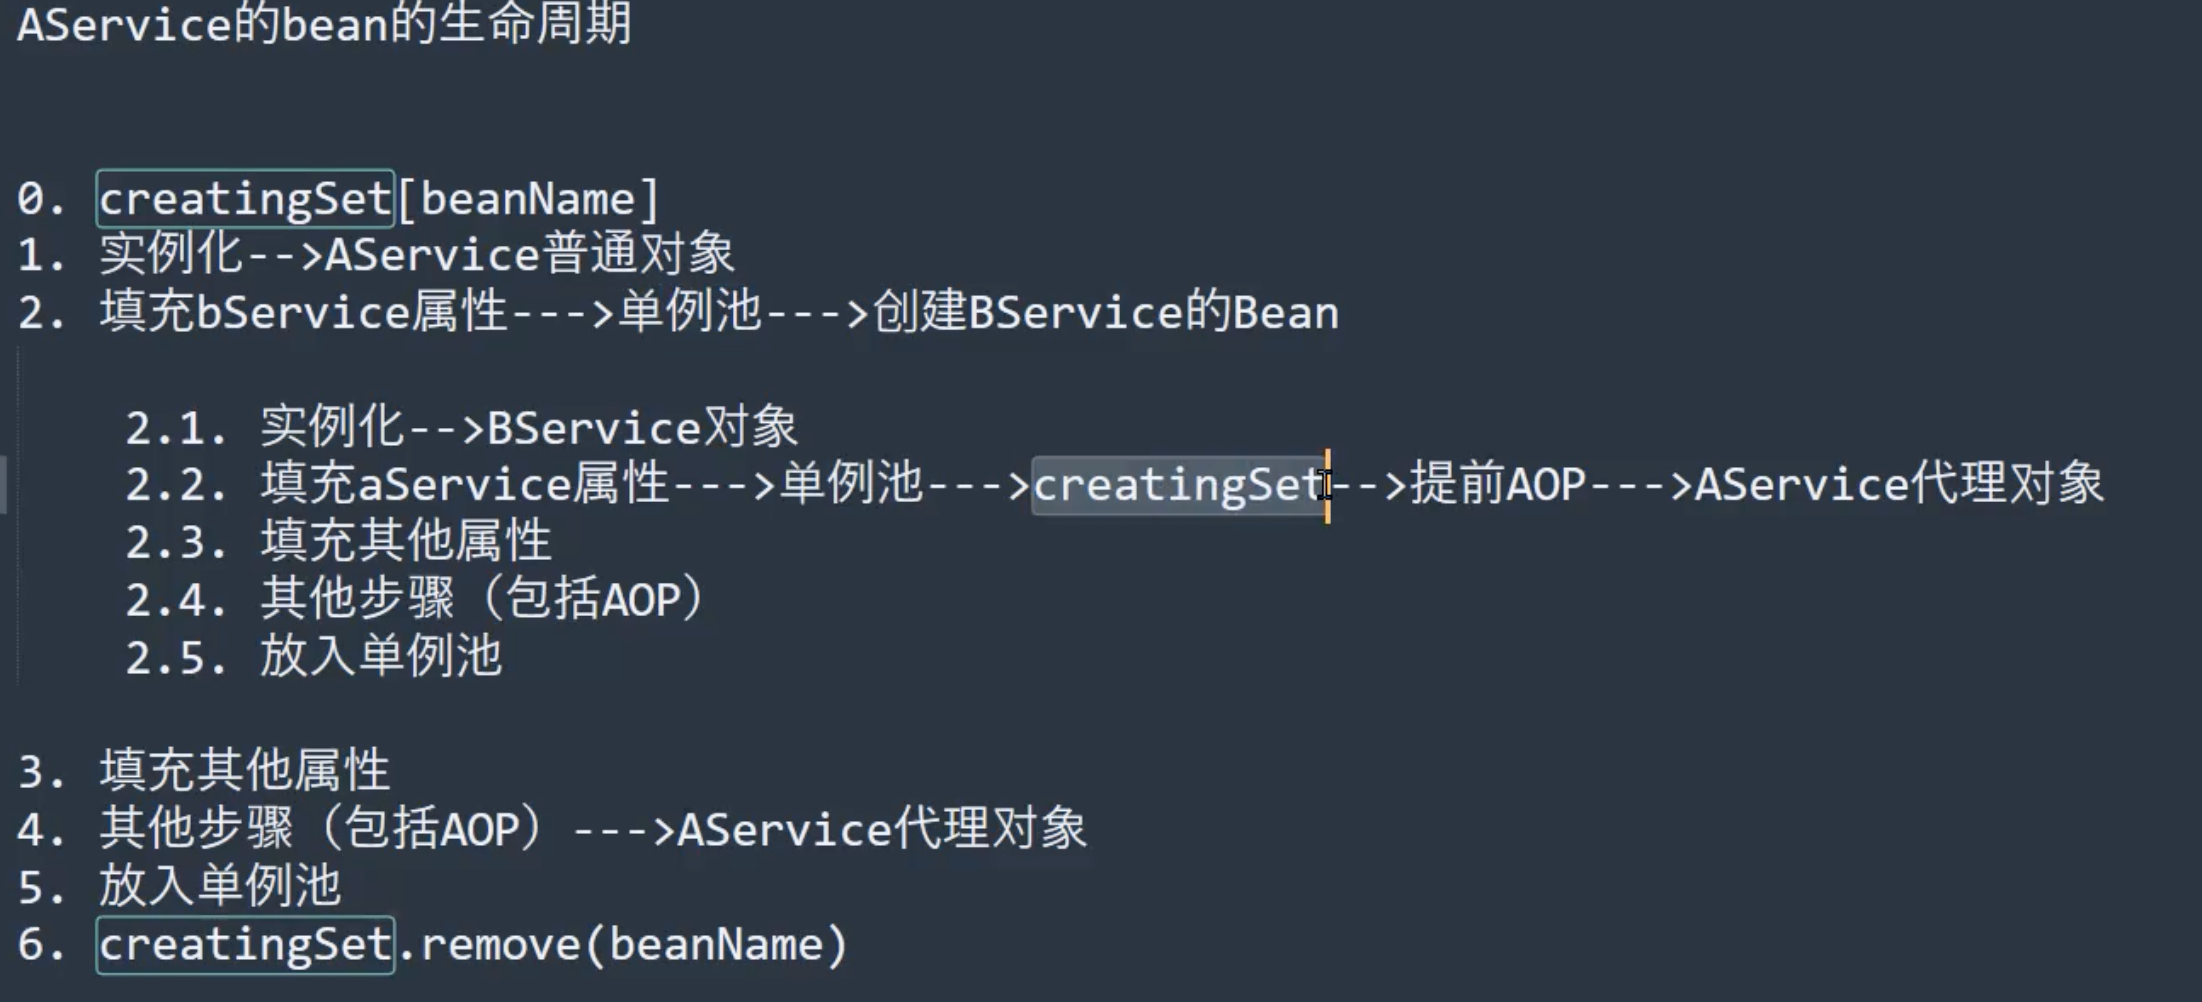 AService的bean的生命周期
0. creatingSet[beanName]
1. 实例化-->AService普通对象
2. 填充bService属性--->单例池--->创建BService的Bean
2.1. 实例化-->BService对象
2.2. 填充aService属性--->单例池--->creatingSet-->提前AOP--->AService代理对象
2.3. 填充其他属性
2.4. 其他步骤（包括AOP）
2.5. 放入单例池
3. 填充其他属性
4. 其他步骤（包括AOP）--->AService代理对象
5. 放入单例池
6. creatingSet.remove(beanName)